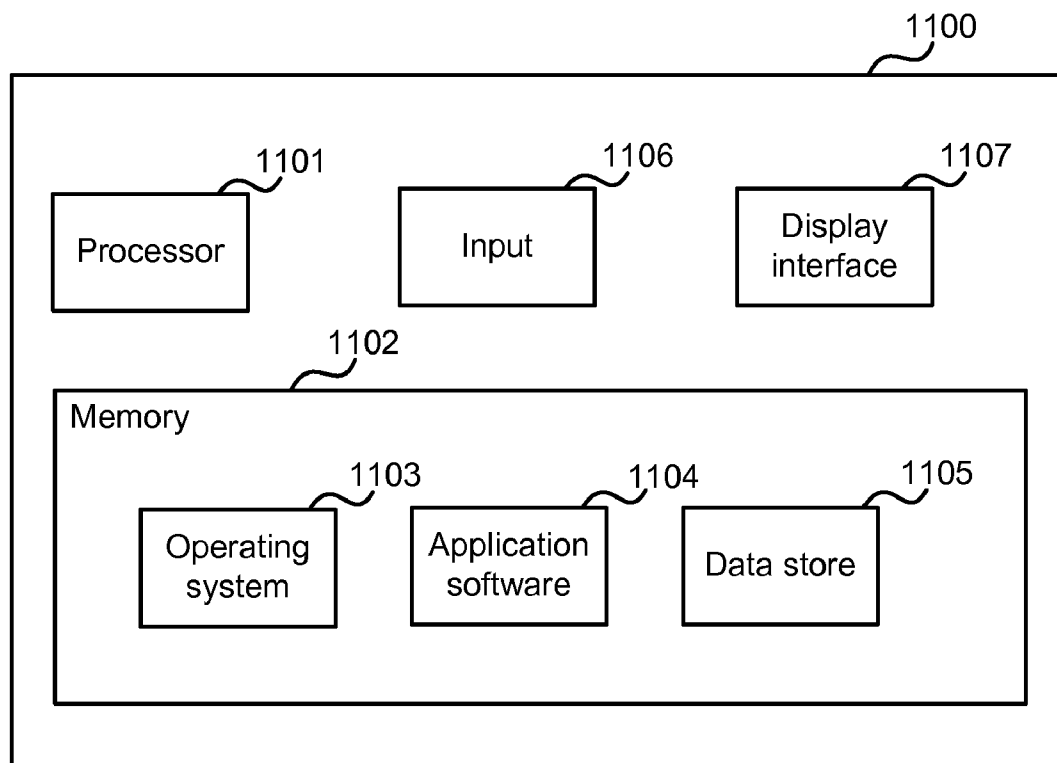 1100
1101
1106
1107
Processor
Input
Display
interface
1102
Memory
1103
1104
1105
Operating
system
Application
software
Data store